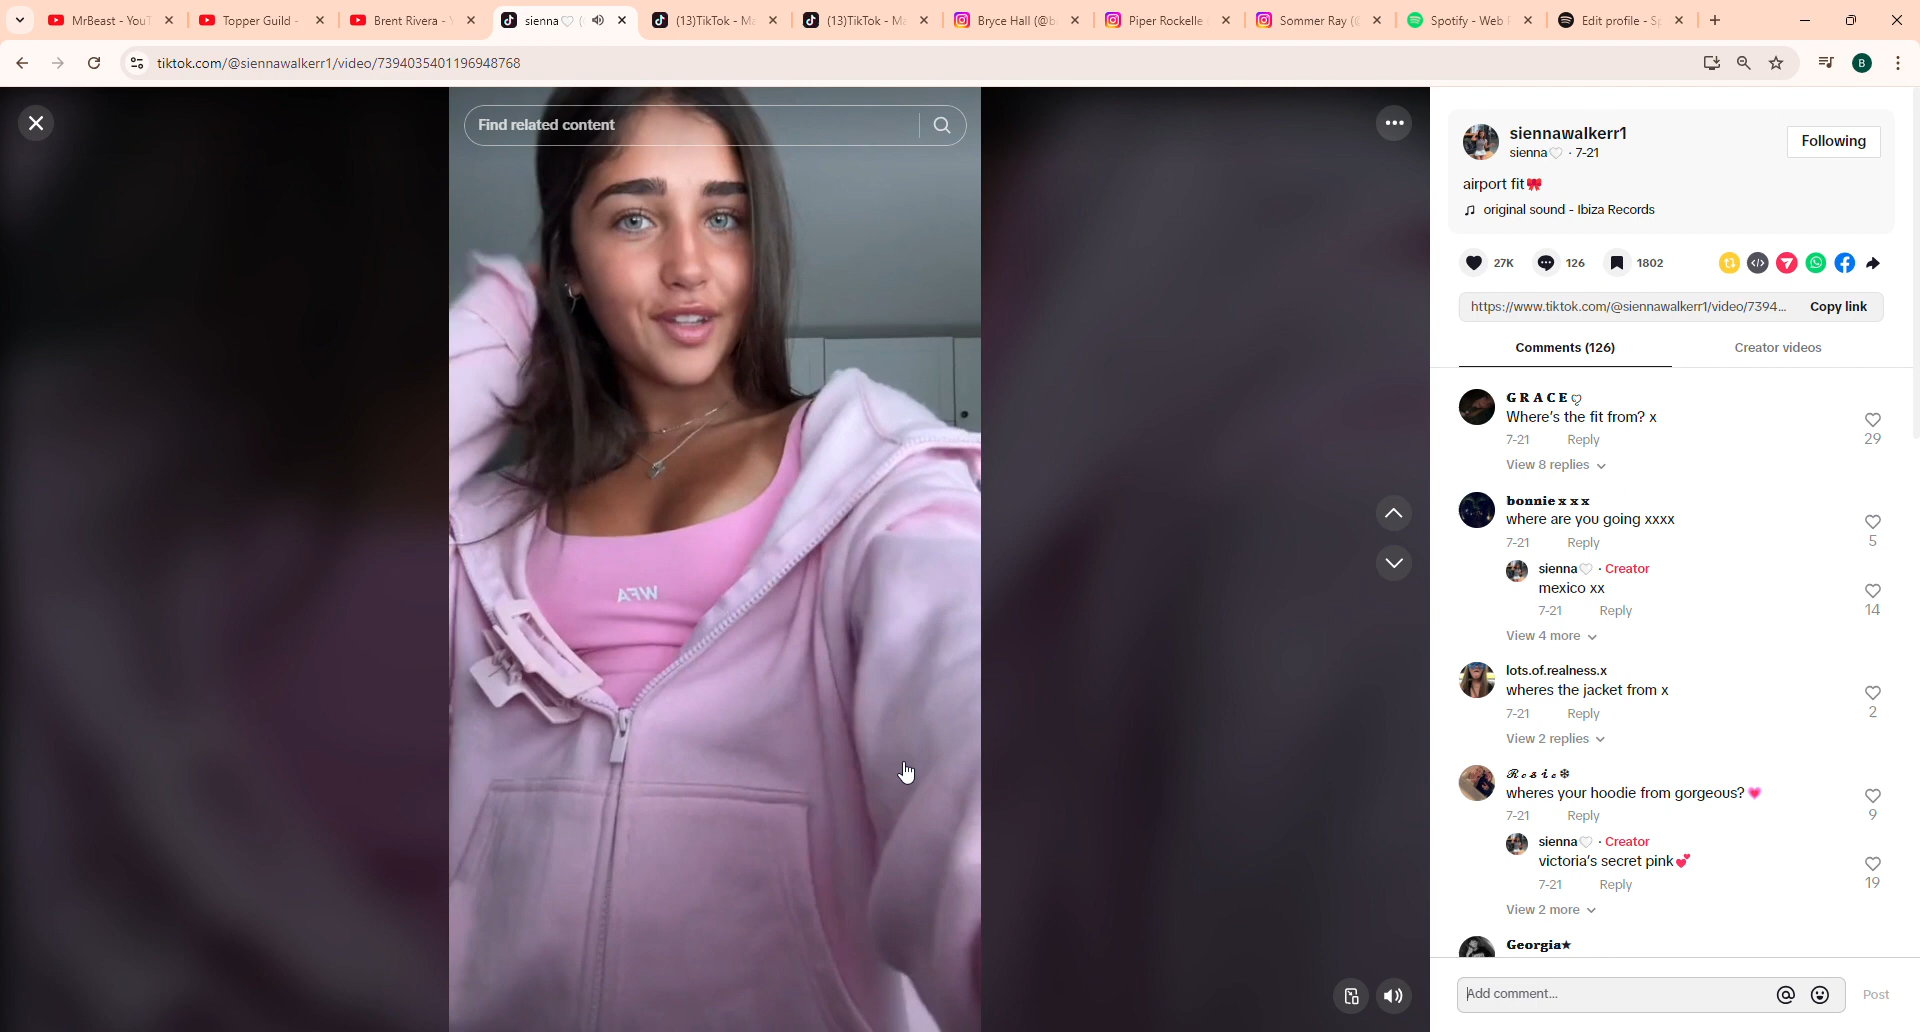 MrBeast - YouT
Topper Guild -
Brent Rivera -
sienna🤍
(13)TikTok - Ma
(13)TikTok - Ma
Bryce Hall (@b
Piper Rockelle
Sommer Ray (
Spotify - Web
Edit profile - S
tiktok.com/@siennawalkerr1/video/7394035401196948768
B
Find related content
WFA
siennawalkerr1
sienna🤍 · 7-21
Following
airport fit🎀
original sound - Ibiza Records
27K
126
1802
https://www.tiktok.com/@siennawalkerr1/video/7394...
Copy link
Comments (126)
Creator videos
G R A C E ღ
Where's the fit from? x
7-21 Reply
29
View 8 replies
𝖇𝖔𝖓𝖓𝖎𝖊 𝖝 𝖝 𝖝
where are you going xxxx
7-21 Reply
5
sienna🤍 · Creator
mexico xx
7-21 Reply
14
View 4 more
lots.of.realness.x
wheres the jacket from x
7-21 Reply
2
View 2 replies
𝓡𝓸𝓼𝓲𝓮❄
wheres your hoodie from gorgeous?💗
7-21 Reply
9
sienna🤍 · Creator
victoria's secret pink💕
7-21 Reply
19
View 2 more
Georgia★
Add comment...
Post